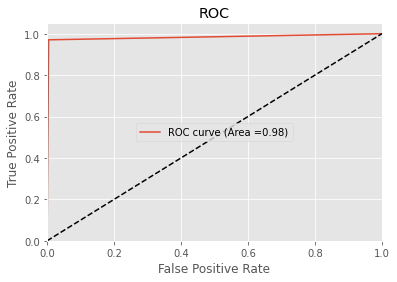 ROC
1.0
0.8
0.6
0.4
0.2
0.0
True Positive Rate
ROC curve (Area =0.98)
0.0 0.2 0.4 0.6 0.8 1.0
False Positive Rate